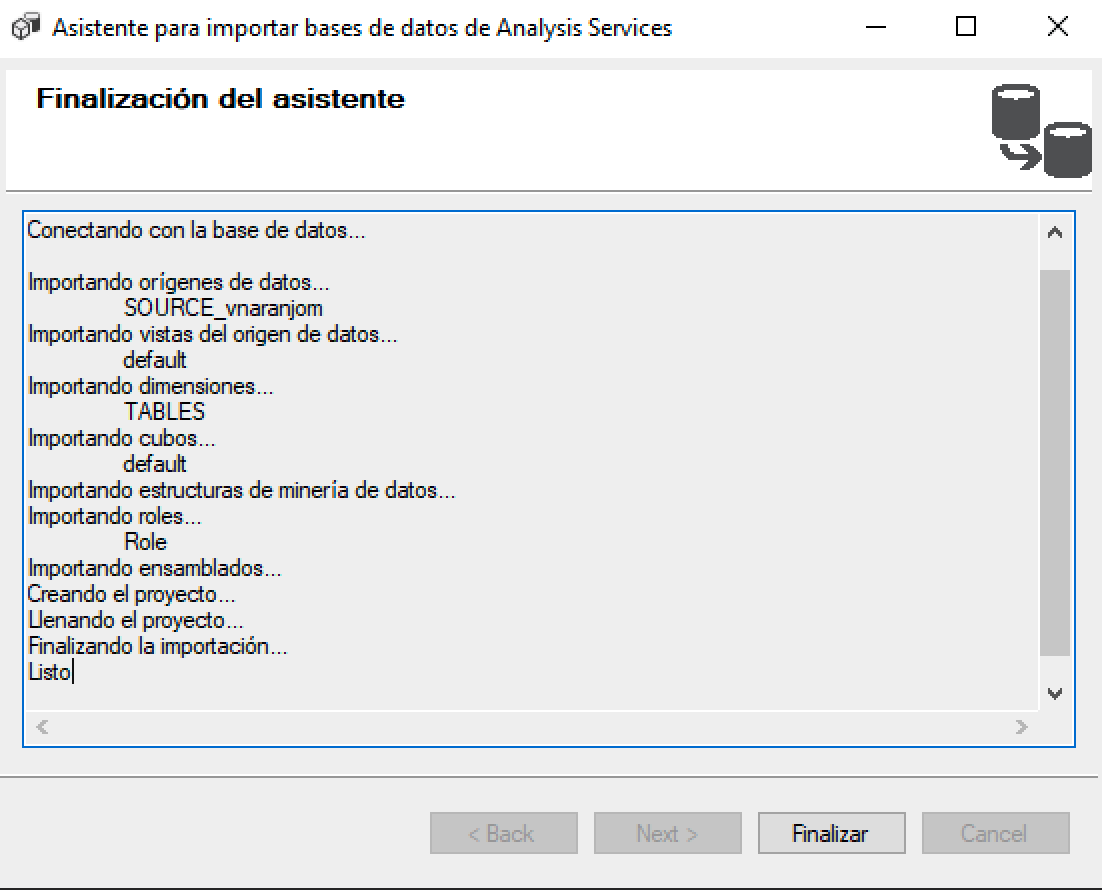 Asistente para importar bases de datos de Analysis Services
Finalización del asistente
Conectando con la base de datos...
Importando orígenes de datos...
SOURCE_vnaranjom
Importando vistas del origen de datos...
default
Importando dimensiones...
TABLES
Importando cubos...
default
Importando estructuras de minería de datos...
Importando roles...
Role
Importando ensamblados...
Creando el proyecto...
Llenando el proyecto...
Finalizando la importación...
Listo
< Back
Next >
Finalizar
Cancel